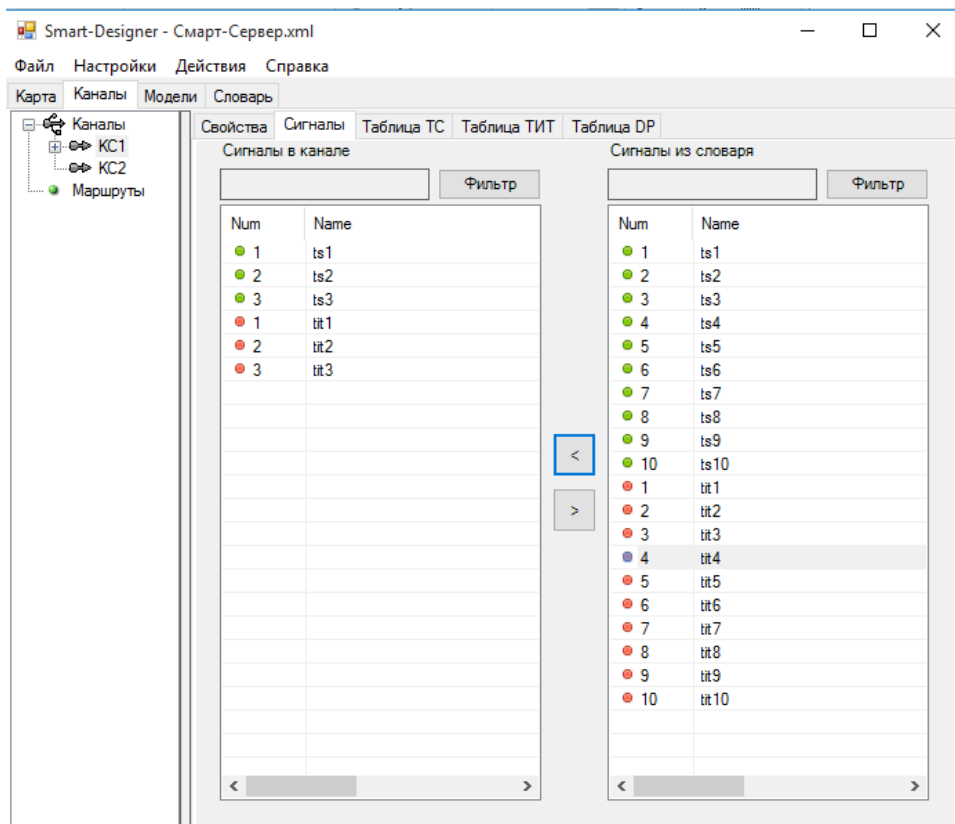 Smart-Designer - Смарт-Сервер.xml
Файл Настройки Действия Справка
Карта Каналы Модели Словарь
Каналы
КС1
КС2
Маршруты
Свойства Сигналы Таблица ТС Таблица ТИТ Таблица DP
Сигналы в канале
Фильтр
Num Name
1 ts1
2 ts2
3 ts3
1 tit1
2 tit2
3 tit3
<
>
Сигналы из словаря
Фильтр
Num Name
1 ts1
2 ts2
3 ts3
4 ts4
5 ts5
6 ts6
7 ts7
8 ts8
9 ts9
10 ts10
1 tit1
2 tit2
3 tit3
4 tit4
5 tit5
6 tit6
7 tit7
8 tit8
9 tit9
10 tit10